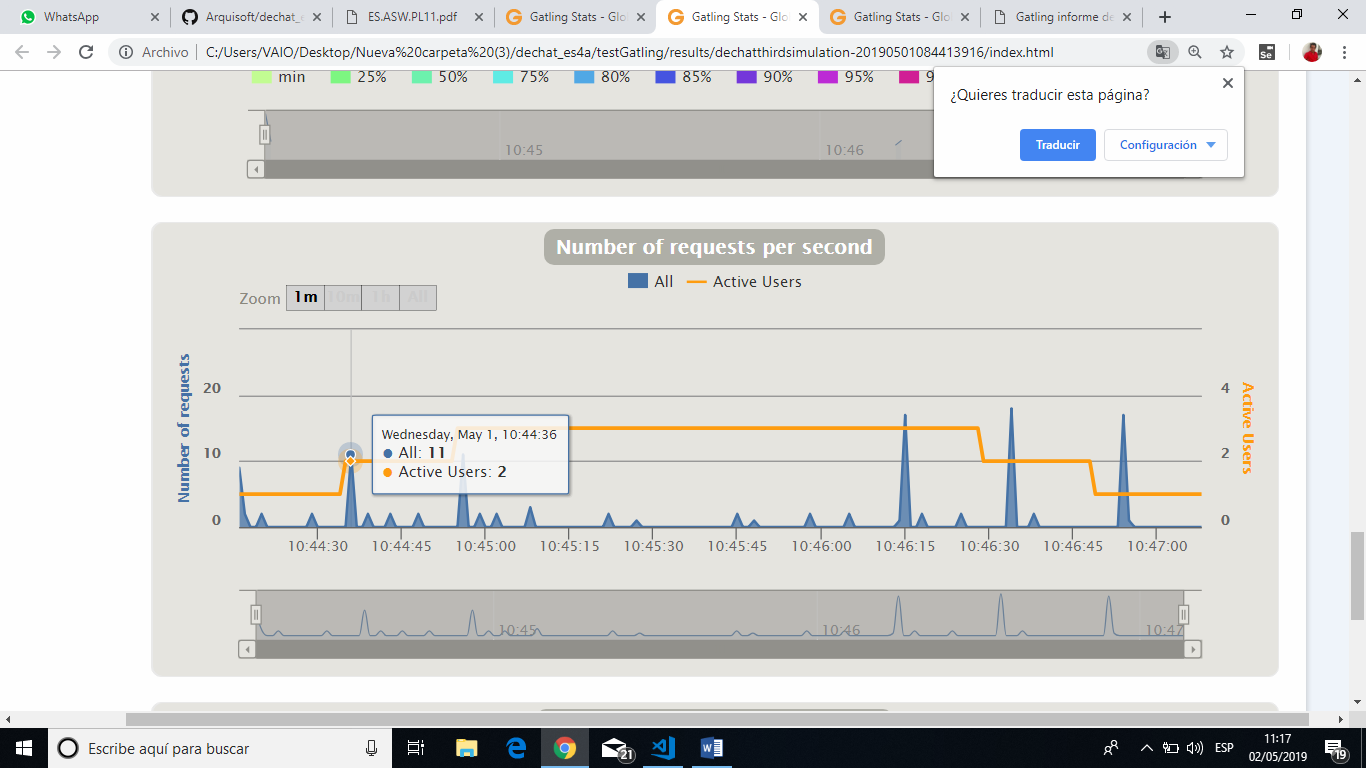 WhatsApp
Arquisoft/dechat_e
ES.ASW.PL11.pdf
Gatling Stats - Glo
Gatling Stats - Glo
Gatling Stats - Glo
Gatling informe de
Archivo
C:/Users/VAIO/Desktop/Nueva%20carpeta%20(3)/dechat_es4a/testGatling/results/dechatthirdsimulation-20190501084413916/index.html
Se
min 25% 50% 75% 80% 85% 90% 95% 9
¿Quieres traducir esta página?
Traducir Configuración
10:45 10:46
Number of requests per second
All Active Users
Zoom 1m 10m 1h All
Number of requests
20
10
0
4
2
0
Active Users
Wednesday, May 1, 10:44:36
All: 11
Active Users: 2
10:44:30 10:44:45 10:45:00 10:45:15 10:45:30 10:45:45 10:46:00 10:46:15 10:46:30 10:46:45 10:47:00
10:45 10:46 10:47
Escribe aquí para buscar
21
ESP
11:17
02/05/2019
19